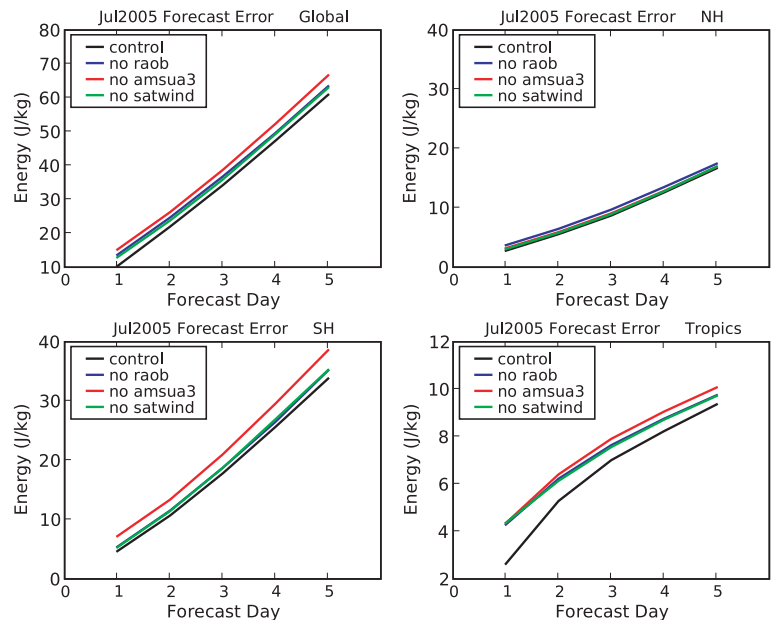 Jul2005 Forecast Error Global
80
70
60
50
40
30
20
10
Energy (J/kg)
control
no raob
no amsua3
no satwind
0 1 2 3 4 5
Forecast Day
Jul2005 Forecast Error NH
40
30
20
10
0
Energy (J/kg)
control
no raob
no amsua3
no satwind
0 1 2 3 4 5
Forecast Day
Jul2005 Forecast Error SH
40
30
20
10
0
Energy (J/kg)
control
no raob
no amsua3
no satwind
0 1 2 3 4 5
Forecast Day
Jul2005 Forecast Error Tropics
12
10
8
6
4
2
Energy (J/kg)
control
no raob
no amsua3
no satwind
0 1 2 3 4 5
Forecast Day